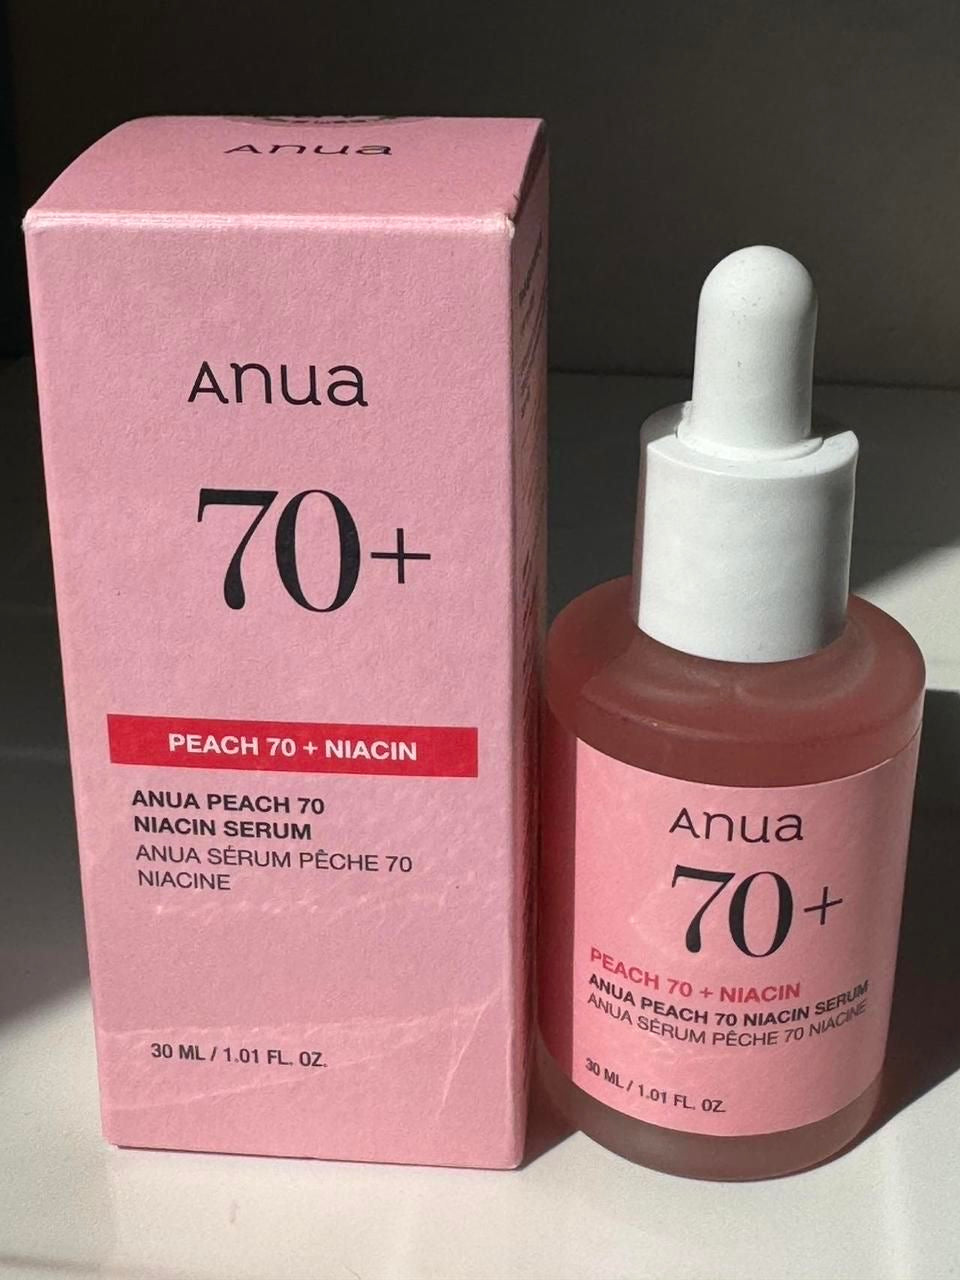 Anua
Anua
70+
PEACH 70 + NIACIN
ANUA PEACH 70
NIACIN SERUM
ANUA SÉRUM PÊCHE 70
NIACINE
30 ML / 1.01 FL. OZ.
Anua
70+
PEACH 70 + NIACIN
ANUA PEACH 70 NIACIN SERUM
ANUA SÉRUM PÊCHE 70 NIACINE
30 ML / 1.01 FL. OZ.